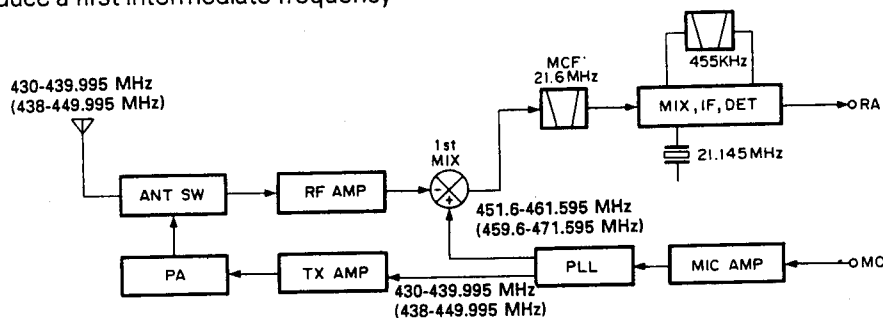 duce a first intermediate frequency
430-439.995 MHz
(438-449.995 MHz)
MCF
21.6MHz
455KHz
MIX, IF, DET
RA
21.145MHz
1st
MIX
ANT SW
RF AMP
-
+
451.6-461.595 MHz
(459.6-471.595 MHz)
PA
TX AMP
PLL
MIC AMP
MC
430-439.995 MHz
(438-449.995 MHz)